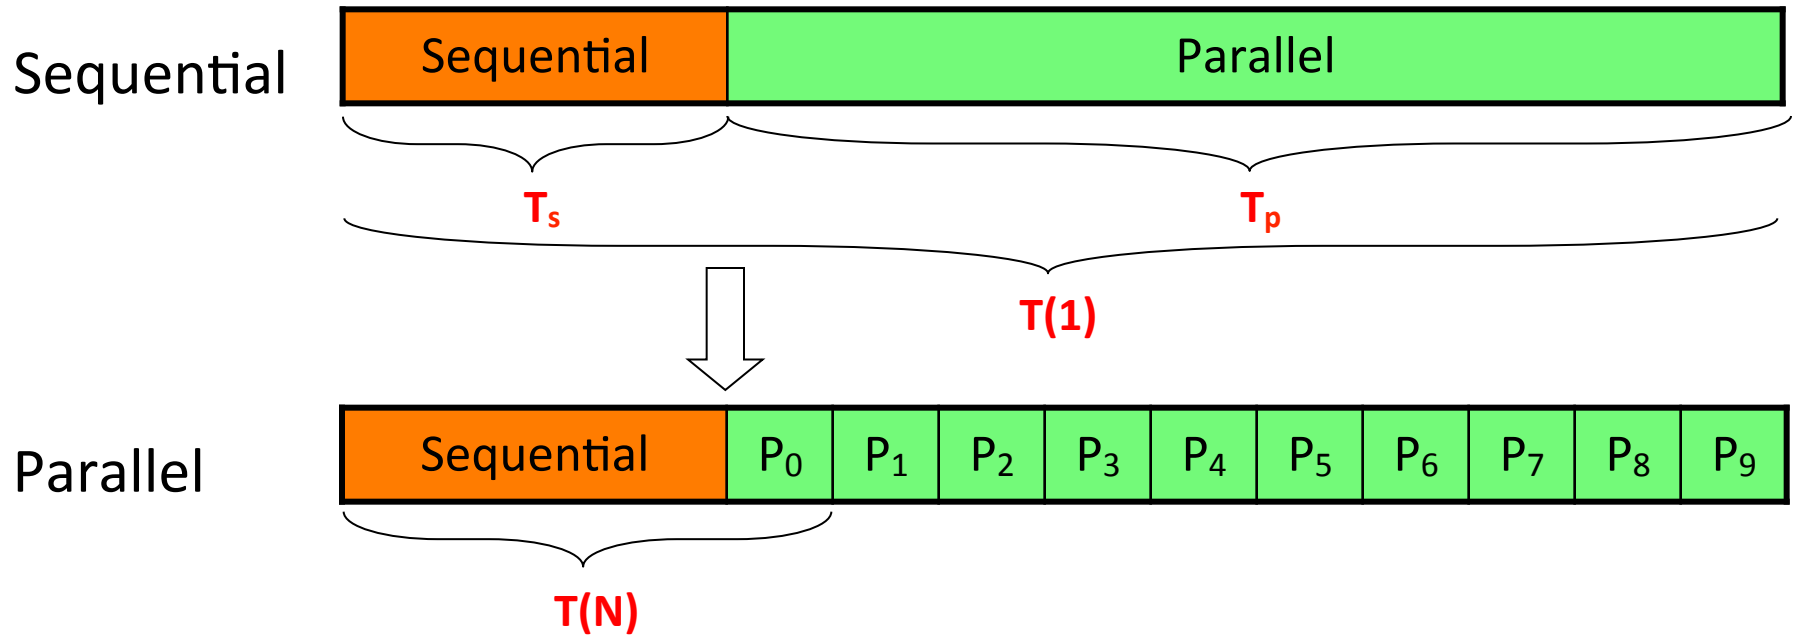 Sequential Sequential Parallel
Tₛ Tₚ
T(1)
Parallel Sequential P₀ P₁ P₂ P₃ P₄ P₅ P₆ P₇ P₈ P₉
T(N)